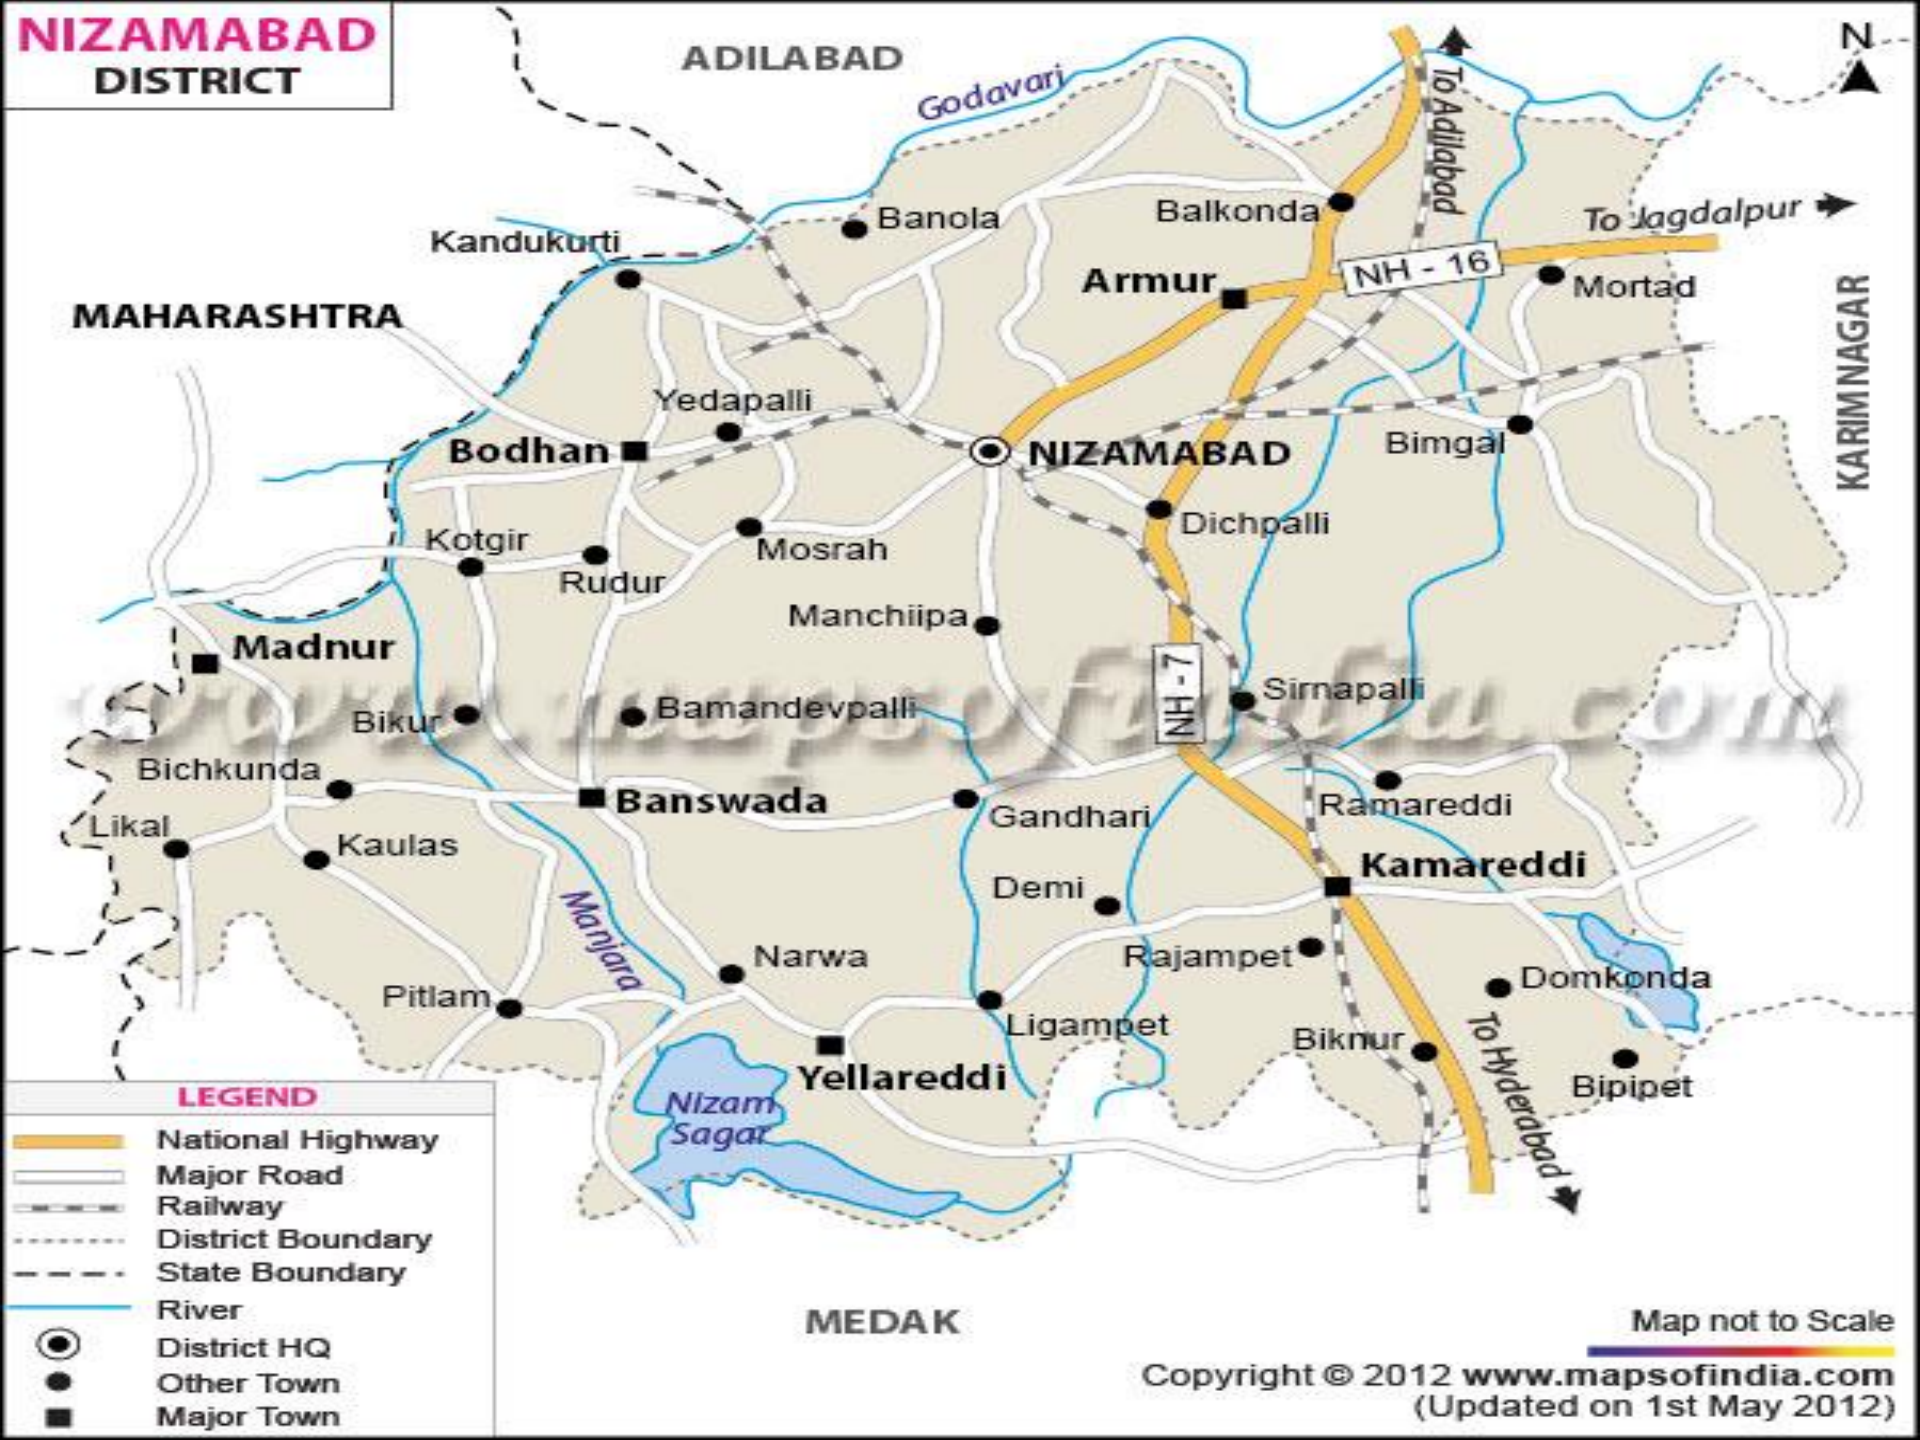 NIZAMABAD
DISTRICT
ADILABAD
N
Godavari
To Adilabad
To Jagdalpur
Banola
Balkonda
Kandukurti
Armur
NH - 16
Mortad
MAHARASHTRA
KARIMNAGAR
Yedapalli
Bodhan
NIZAMABAD
Bimgal
Dichpalli
Kotgir
Mosrah
Rudur
Manchiipa
Madnur
NH - 7
Sirnapalli
Bikur
Bamandevpalli
www.mapsofindia.com
Bichkunda
Banswada
Gandhari
Ramareddi
Likal
Kaulas
Kamareddi
Demi
Manjara
Narwa
Rajampet
Domkonda
Pitlam
Ligampet
Biknur
To Hyderabad
Yellareddi
Bipipet
Nizam
Sagar
LEGEND
National Highway
Major Road
Railway
District Boundary
State Boundary
River
District HQ
Other Town
Major Town
MEDAK
Map not to Scale
Copyright © 2012 www.mapsofindia.com
(Updated on 1st May 2012)